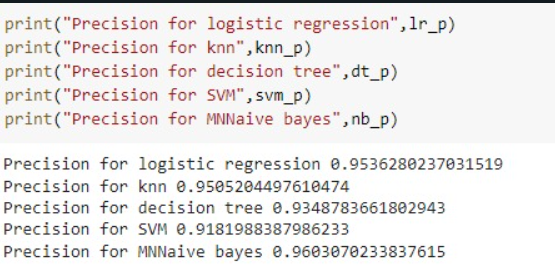 print("Precision for logistic regression",lr_p)
print("Precision for knn",knn_p)
print("Precision for decision tree",dt_p)
print("Precision for SVM",svm_p)
print("Precision for MNNaive bayes",nb_p)
Precision for logistic regression 0.9536280237031519
Precision for knn 0.9505204497610474
Precision for decision tree 0.9348783661802943
Precision for SVM 0.9181988387986233
Precision for MNNaive bayes 0.9603070233837615